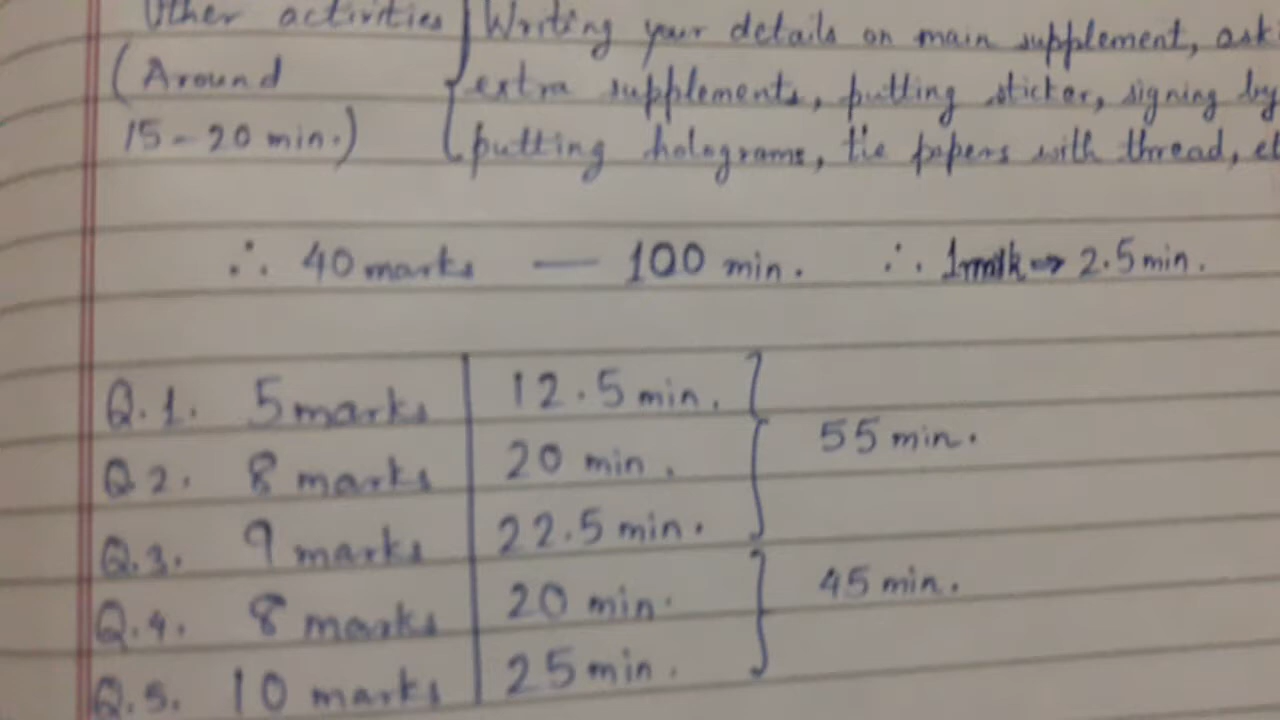 Other activities Writing your details on main supplement, ask
(Around extra supplements, putting sticker, signing by
15-20 min.) putting holograms, tie papers with thread, et
∴ 40 marks — 100 min. ∴ 1 mark ⇒ 2.5 min.
Q.1. 5 marks 12.5 min.
55 min.
Q.2. 8 marks 20 min.
Q.3. 9 marks 22.5 min.
Q.4. 8 marks 20 min.
45 min.
Q.5. 10 marks 25 min.